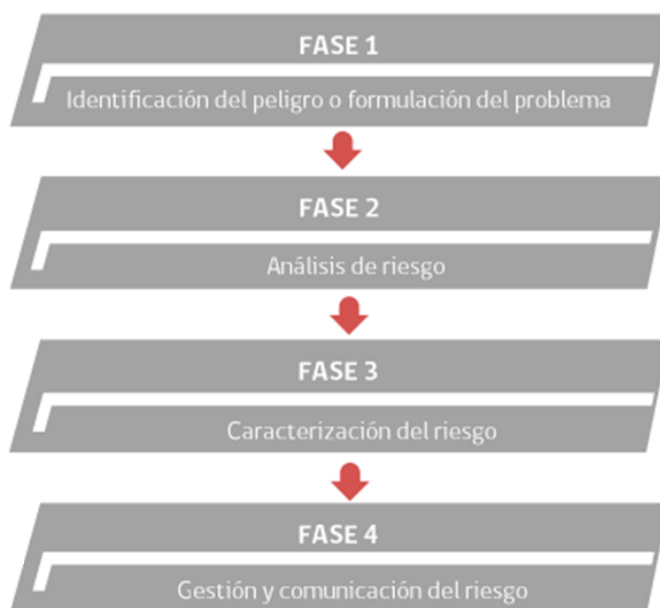 FASE 1
Identificación del peligro o formulación del problema
FASE 2
Análisis de riesgo
FASE 3
Caracterización del riesgo
FASE 4
Gestión y comunicación del riesgo